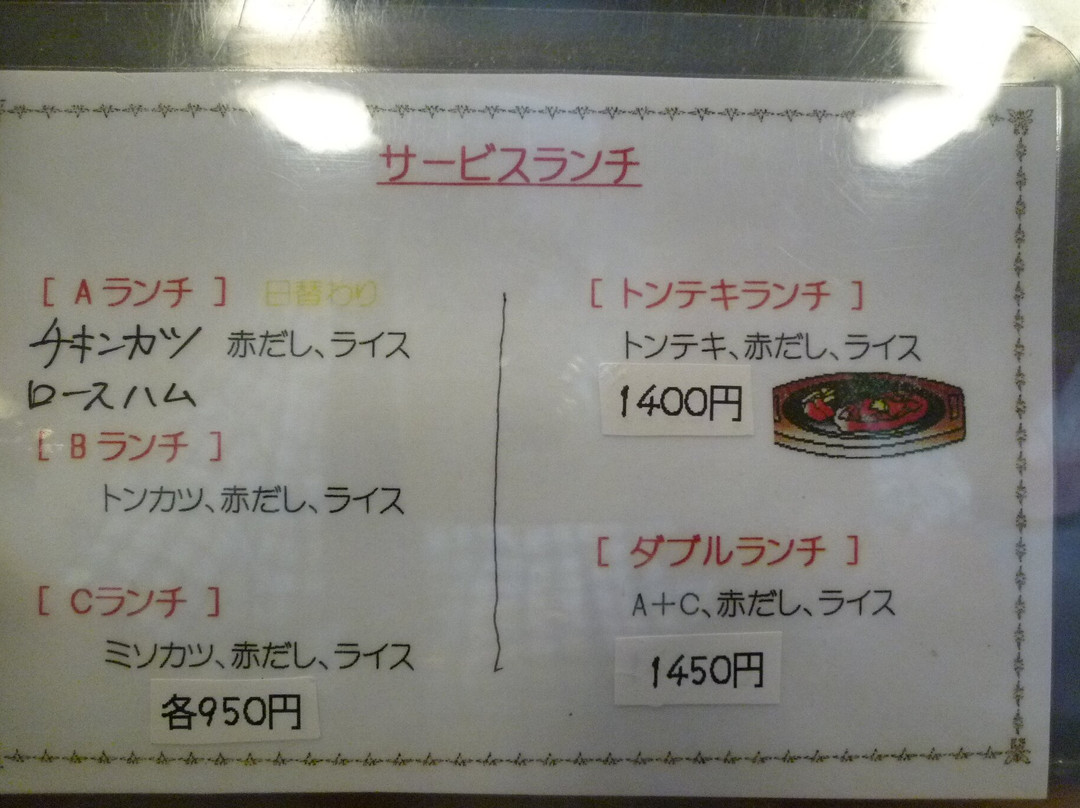 サービスランチ
[ Aランチ ] 日替わり
チキンカツ 赤だし、ライス
ロースハム
[ Bランチ ]
トンカツ、赤だし、ライス
[ Cランチ ]
ミソカツ、赤だし、ライス
各950円
[ トンテキランチ ]
トンテキ、赤だし、ライス
1400円
[ ダブルランチ ]
A+C、赤だし、ライス
1450円